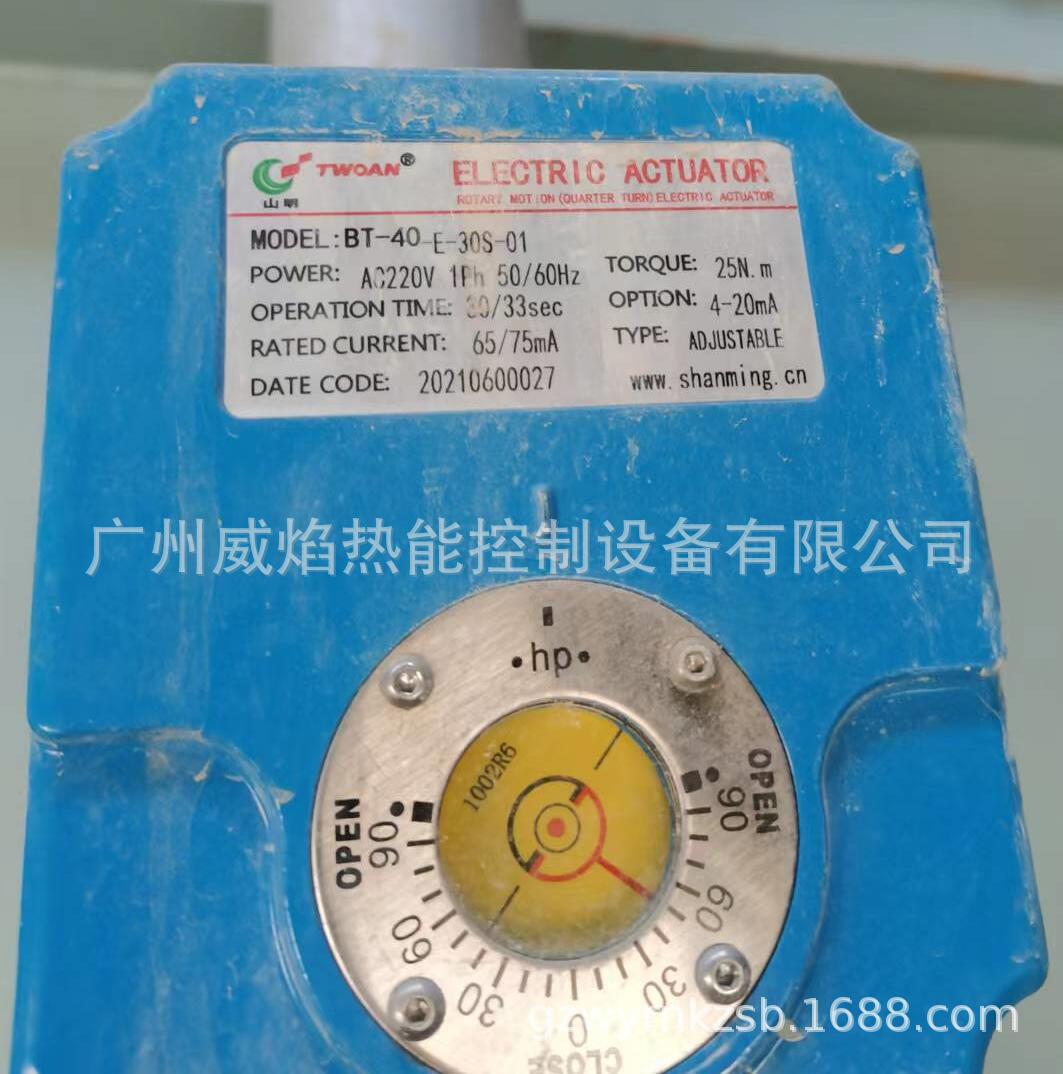 TWOAN®
山明
ELECTRIC ACTUATOR
ROTARY MOTION(QUARTER TURN)ELECTRIC ACTUATOR
MODEL: BT-40-E-30S-01
POWER: AC220V 1Ph 50/60Hz
TORQUE: 25N.m
OPERATION TIME: 30/33sec
OPTION: 4-20mA
RATED CURRENT: 65/75mA
TYPE: ADJUSTABLE
DATE CODE: 20210600027
www.shanming.cn
广州威焰热能控制设备有限公司
•hp•
1002R6
OPEN
90
60
30
0
CLOSE
30
60
90
OPEN
gzwymkzsb.1688.com